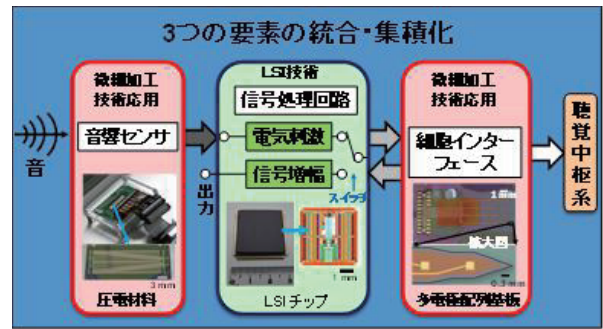 3つの要素の統合・集積化
微細加工
技術応用
音響センサ
音
3 mm
圧電材料
LSI技術
信号処理回路
電気刺激
信号増幅
出力
スイッチ
1 mm
LSIチップ
微細加工
技術応用
細胞インター
フェース
1mm
拡大図
0.3 mm
多電極配列基板
聴覚中枢系